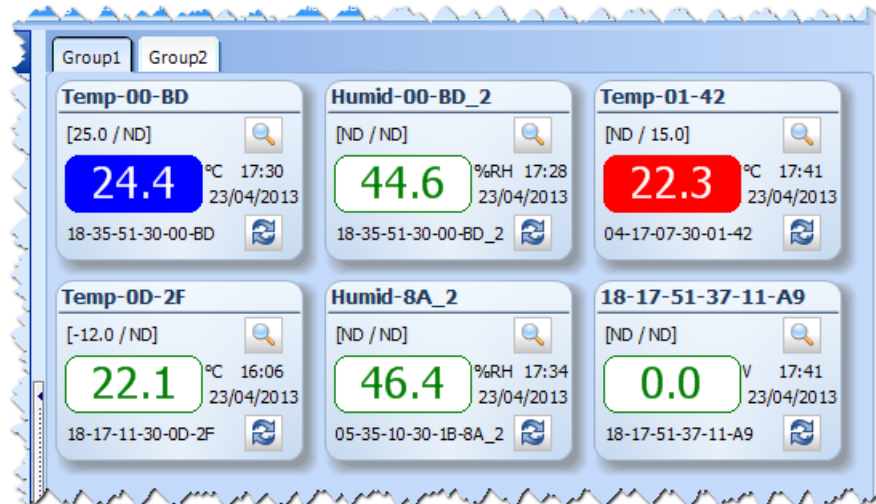 Group1 Group2
Temp-00-BD Humid-00-BD_2 Temp-01-42
[25.0 / ND] [ND / ND] [ND / 15.0]
24.4 °C 17:30 44.6 %RH 17:28 22.3 °C 17:41
23/04/2013 23/04/2013 23/04/2013
18-35-51-30-00-BD 18-35-51-30-00-BD_2 04-17-07-30-01-42
Temp-0D-2F Humid-8A_2 18-17-51-37-11-A9
[-12.0 / ND] [ND / ND] [ND / ND]
22.1 °C 16:06 46.4 %RH 17:34 0.0 V 17:41
23/04/2013 23/04/2013 23/04/2013
18-17-11-30-0D-2F 05-35-10-30-1B-8A_2 18-17-51-37-11-A9